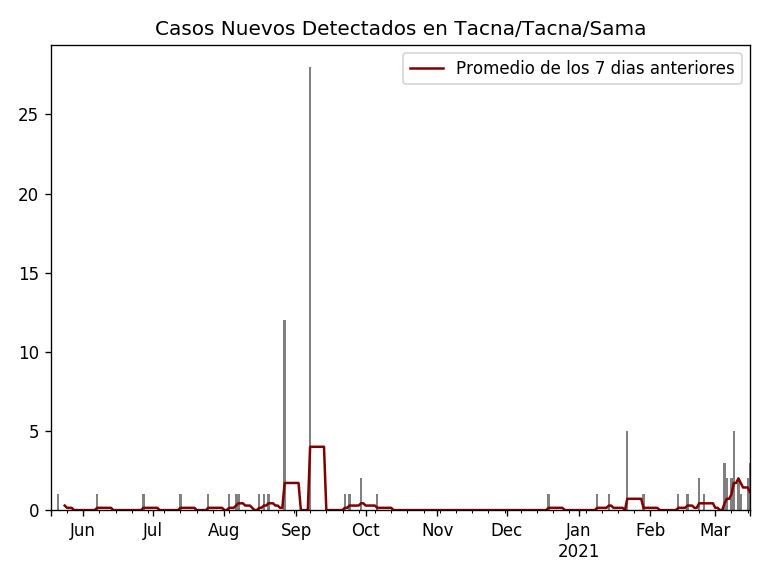 Casos Nuevos Detectados en Tacna/Tacna/Sama
Promedio de los 7 dias anteriores
25
20
15
10
5
0
Jun Jul Aug Sep Oct Nov Dec Jan Feb Mar
2021